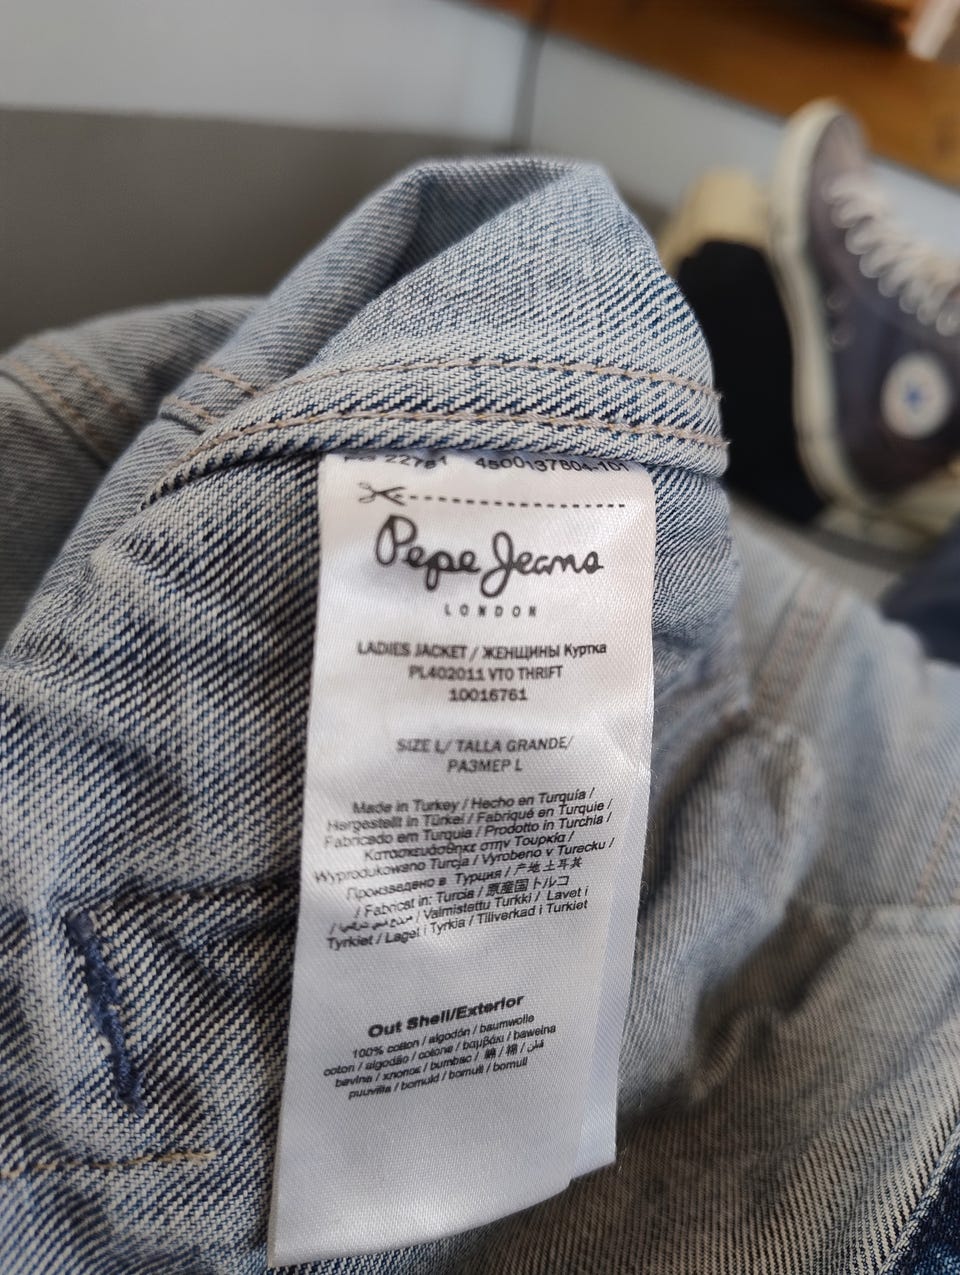 4500137604-101
Pepe Jeans
LONDON
LADIES JACKET / ЖЕНЩИНЫ Куртка
PL402011 VT0 THRIFT
10016761
SIZE L/ TALLA GRANDE/
РАЗМЕР L
Made in Turkey / Hecho en Turquía /
Hergestellt in Türkei / Fabriqué en Turquie /
Fabricado em Turquia / Prodotto in Turchia /
Κατασκευάσθηκε στην Τουρκία /
Wyprodukowano Turcja / Vyrobeno v Turecku /
Произведено в Турция / 产地土耳其
/ Fabricat in: Turcia / 原産国トルコ
/ Valmistettu Turkki / Lavet i
Tyrkiet / Laget i Tyrkia / Tillverkad i Turkiet
Out Shell/Exterior
100% cotton / algodón / baumwolle
coton / algodão / cotone / βαμβάκι / bawełna
bavlna / хлопок / bumbac / 棉 / 綿 / قطن /
puuvilla / bomuld / bomull / bomull